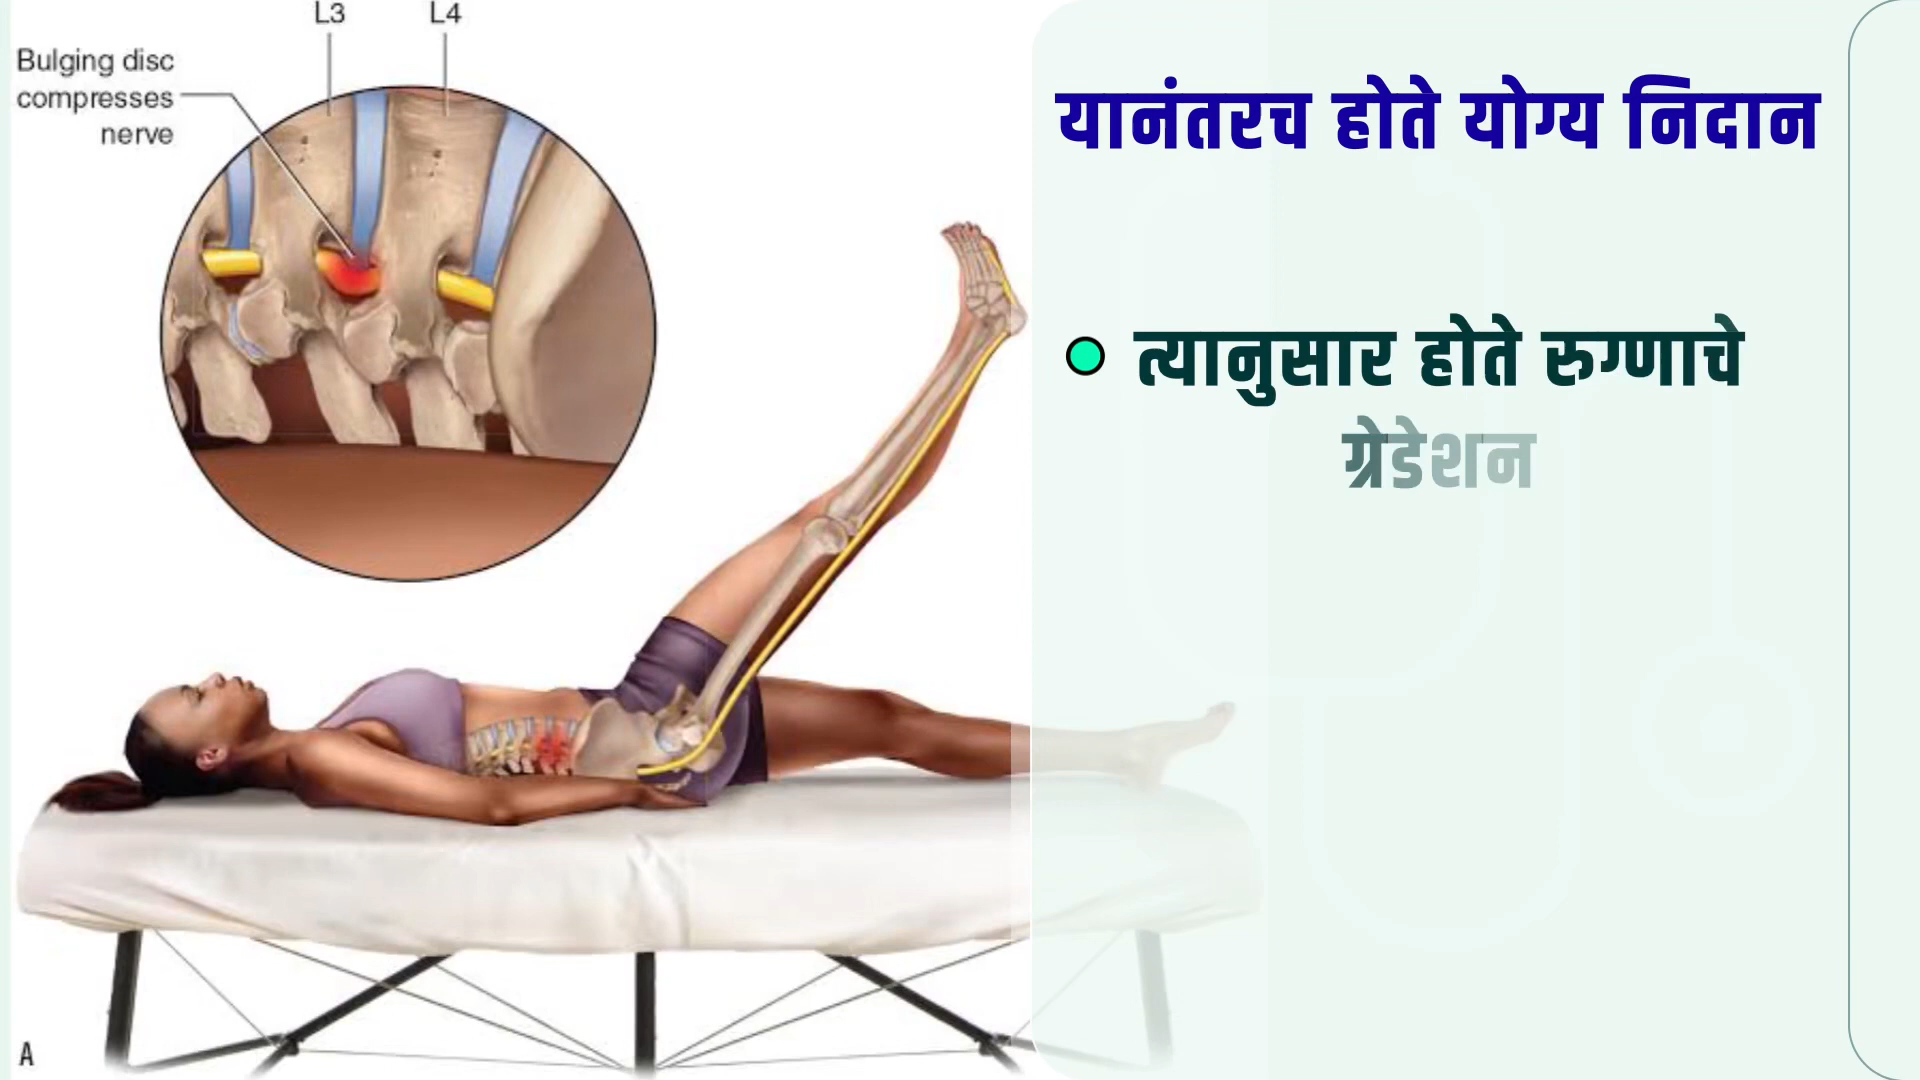 L3 L4
Bulging disc
compresses
nerve
यानंतरच होते योग्य निदान
त्यानुसार होते रुग्णाचे
ग्रेडेशन
A